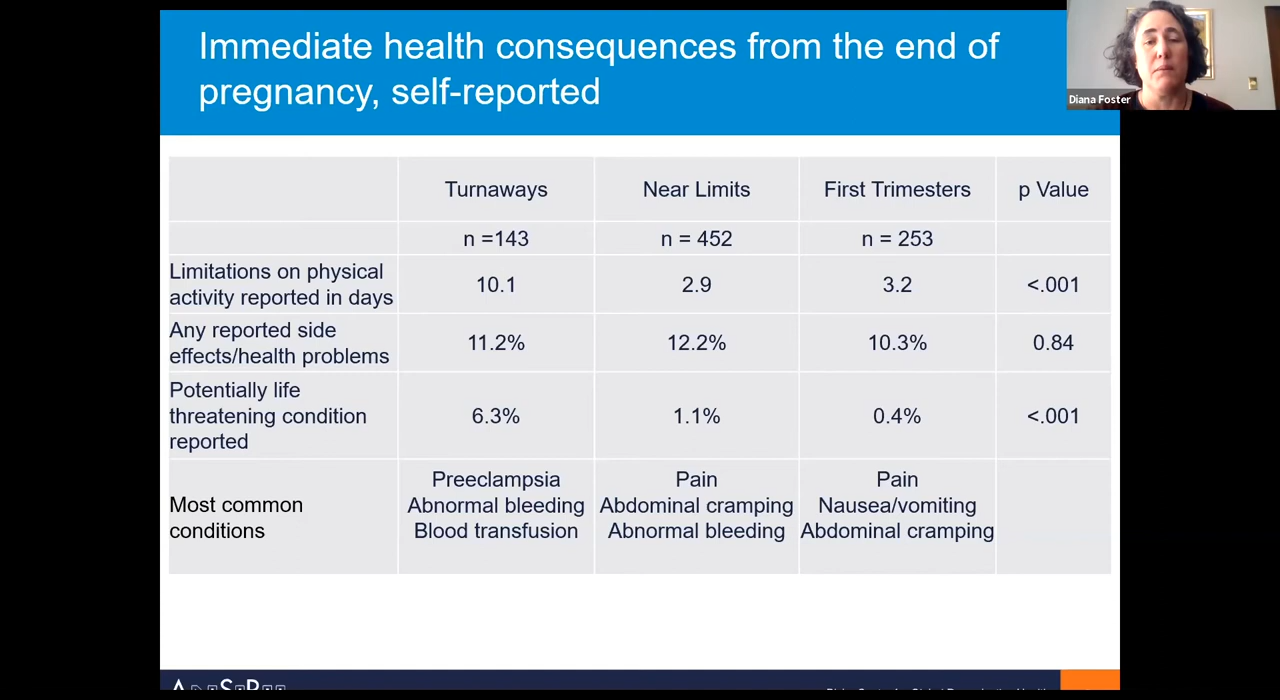 Immediate health consequences from the end of
pregnancy, self-reported
Diana Foster
Turnaways Near Limits First Trimesters p Value
n =143 n = 452 n = 253
Limitations on physical
activity reported in days
10.1 2.9 3.2 <.001
Any reported side
effects/health problems
11.2% 12.2% 10.3% 0.84
Potentially life
threatening condition
reported
6.3% 1.1% 0.4% <.001
Most common
conditions
Preeclampsia
Abnormal bleeding
Blood transfusion
Pain
Abdominal cramping
Abnormal bleeding
Pain
Nausea/vomiting
Abdominal cramping